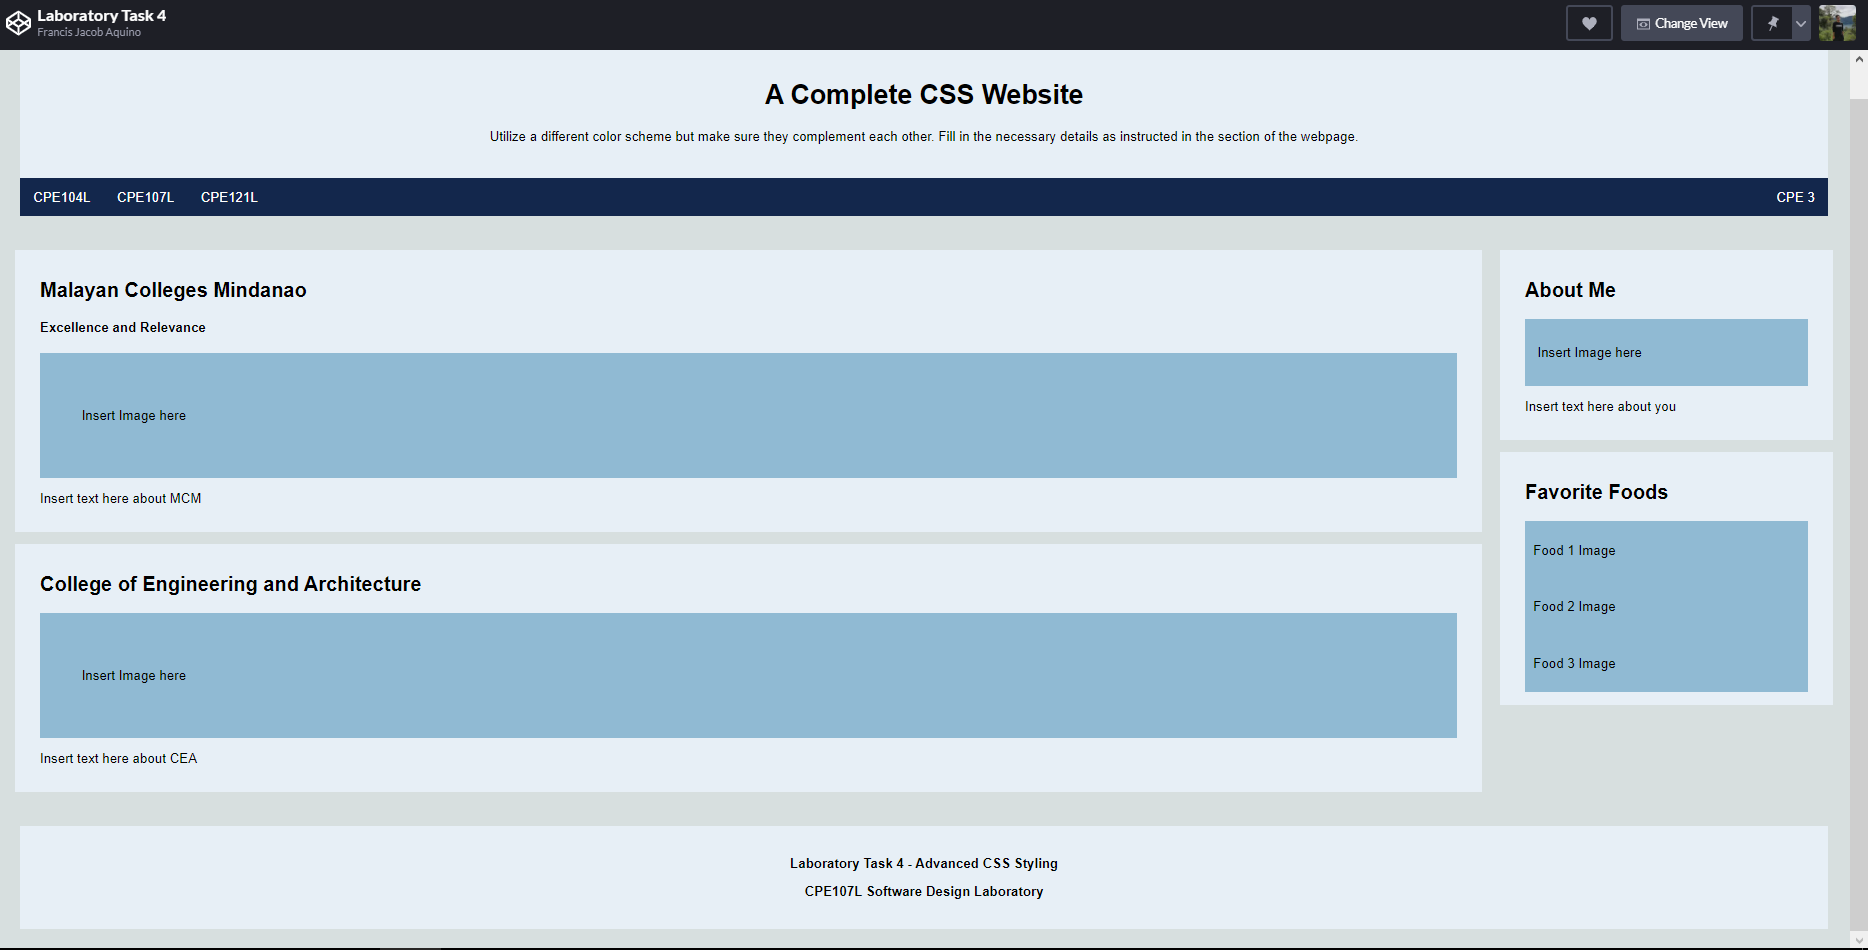 Laboratory Task 4
Francis Jacob Aquino
Change View
A Complete CSS Website
Utilize a different color scheme but make sure they complement each other. Fill in the necessary details as instructed in the section of the webpage.
CPE104L CPE107L CPE121L CPE 3
Malayan Colleges Mindanao
Excellence and Relevance
Insert Image here
Insert text here about MCM
College of Engineering and Architecture
Insert Image here
Insert text here about CEA
About Me
Insert Image here
Insert text here about you
Favorite Foods
Food 1 Image
Food 2 Image
Food 3 Image
Laboratory Task 4 - Advanced CSS Styling
CPE107L Software Design Laboratory